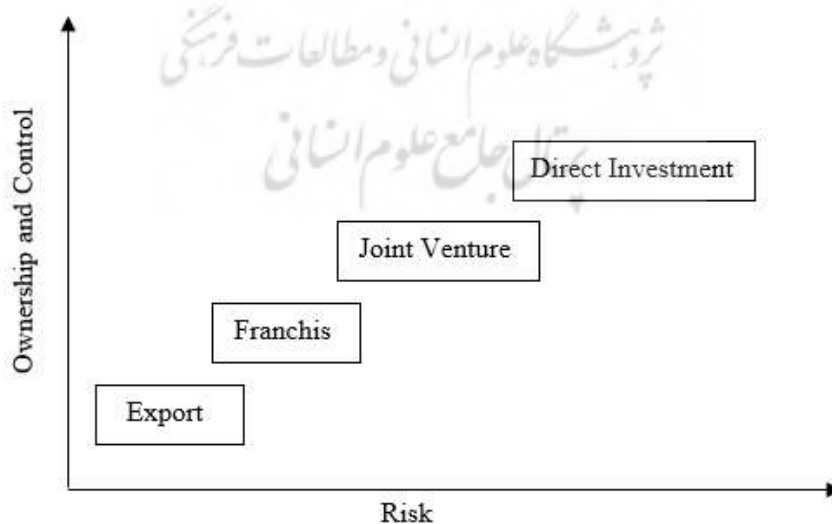 پژوهشگاه علوم انسانی و مطالعات فرهنگی
پرتال جامع علوم انسانی
Direct Investment
Joint Venture
Franchis
Export
Ownership and Control
Risk